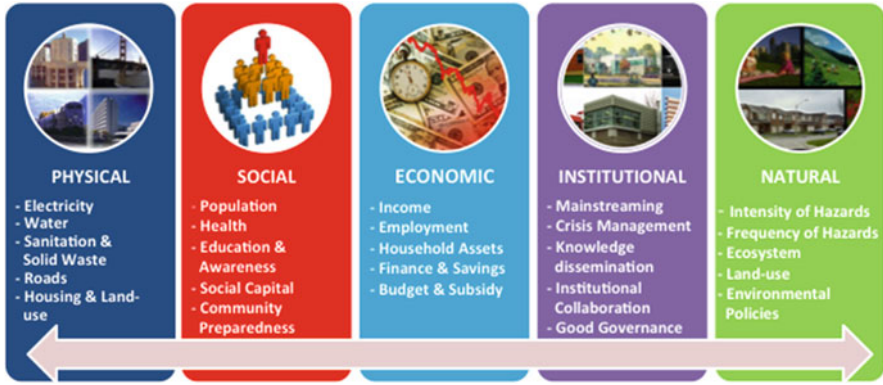 PHYSICAL
- Electricity
- Water
- Sanitation &
Solid Waste
- Roads
- Housing & Land-
use
SOCIAL
- Population
- Health
- Education &
Awareness
- Social Capital
- Community
Preparedness
ECONOMIC
- Income
- Employment
- Household Assets
- Finance & Savings
- Budget & Subsidy
INSTITUTIONAL
- Mainstreaming
- Crisis Management
- Knowledge
dissemination
- Institutional
Collaboration
- Good Governance
NATURAL
- Intensity of Hazards
- Frequency of Hazards
- Ecosystem
- Land-use
- Environmental
Policies